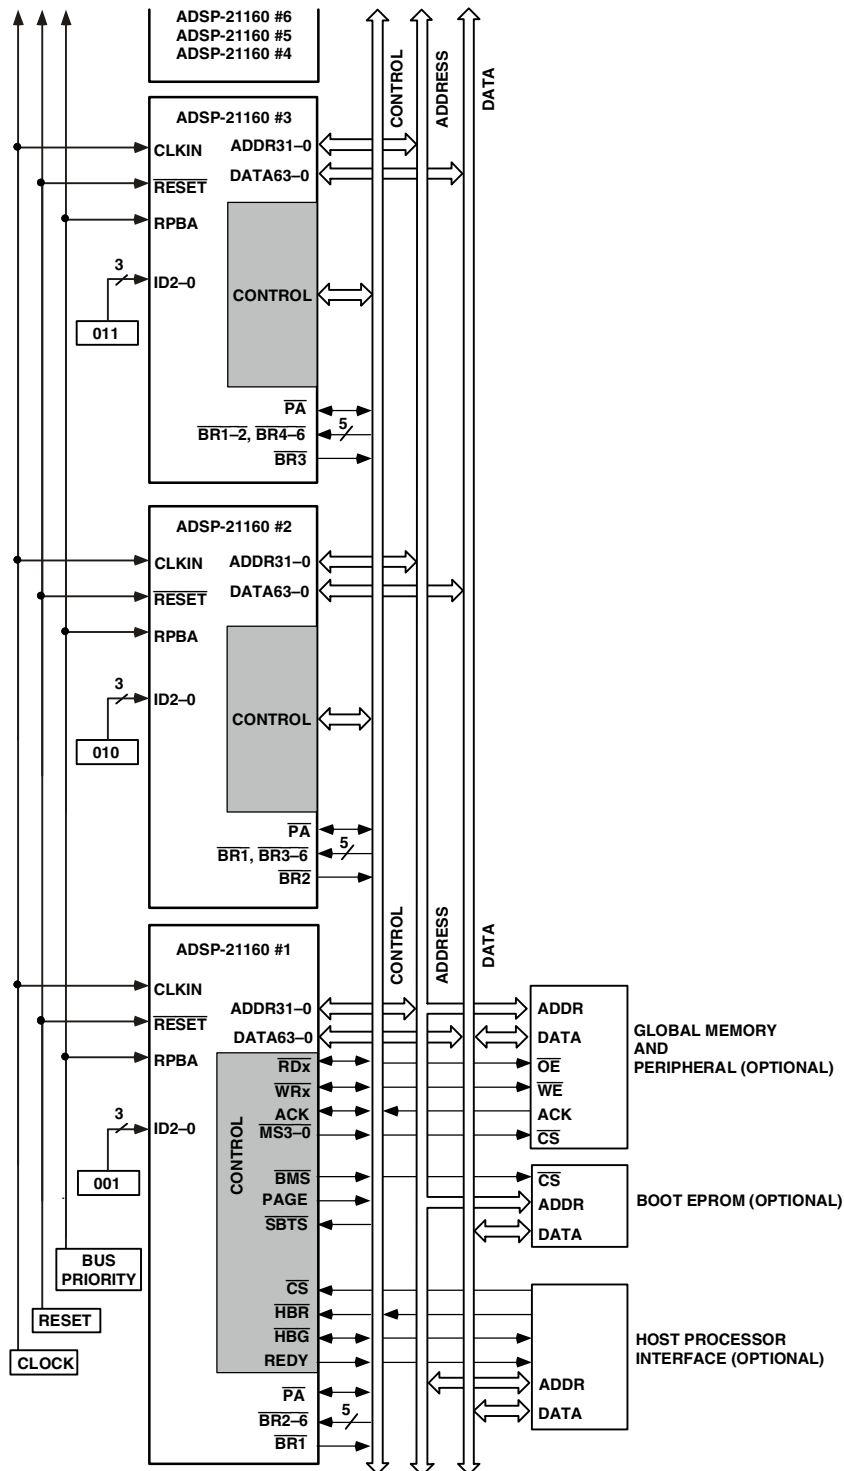 ADSP-21160 #6
ADSP-21160 #5
ADSP-21160 #4
CONTROL
ADDRESS
DATA
ADSP-21160 #3
CLKIN
ADDR31–0
RESET
DATA63–0
RPBA
3
ID2–0
CONTROL
011
PA
BR1–2, BR4–6
5
BR3
ADSP-21160 #2
CLKIN
ADDR31–0
RESET
DATA63–0
RPBA
3
ID2–0
CONTROL
010
PA
BR1, BR3–6
5
BR2
CONTROL
ADDRESS
DATA
ADSP-21160 #1
CLKIN
ADDR31–0
RESET
DATA63–0
RPBA
3
ID2–0
001
CONTROL
RDx
WRx
ACK
MS3–0
BMS
PAGE
SBTS
CS
HBR
HBG
REDY
PA
BR2–6
5
BR1
ADDR
DATA
OE
WE
ACK
CS
GLOBAL MEMORY
AND
PERIPHERAL (OPTIONAL)
CS
ADDR
DATA
BOOT EPROM (OPTIONAL)
ADDR
DATA
HOST PROCESSOR
INTERFACE (OPTIONAL)
BUS
PRIORITY
RESET
CLOCK